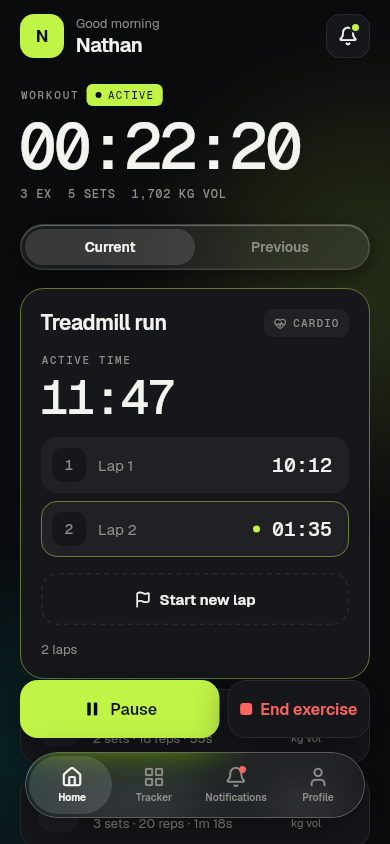 N
Good morning
Nathan
WORKOUT ACTIVE
00:22:20
3 EX 5 SETS 1,702 KG VOL
Current Previous
Treadmill run
CARDIO
ACTIVE TIME
11:47
1 Lap 1 10:12
2 Lap 2 01:35
Start new lap
2 laps
Pause End exercise
2 sets · 16 reps · 55s kg vol
Home Tracker Notifications Profile
3 sets · 20 reps · 1m 18s kg vol